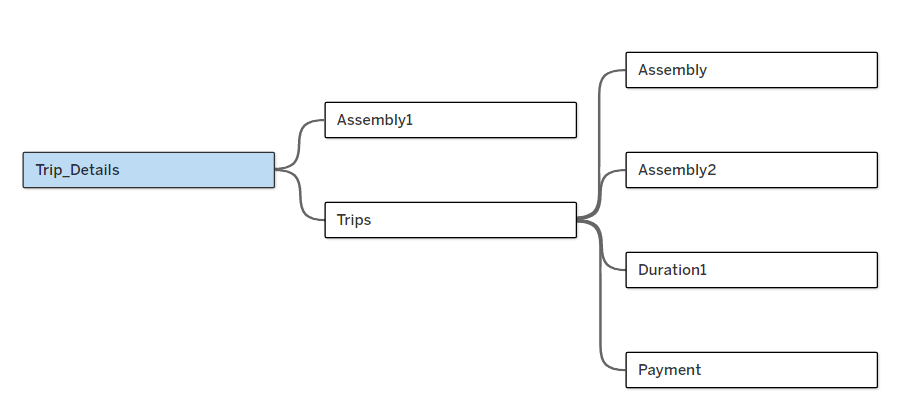 Trip_Details
Assembly1
Trips
Assembly
Assembly2
Duration1
Payment